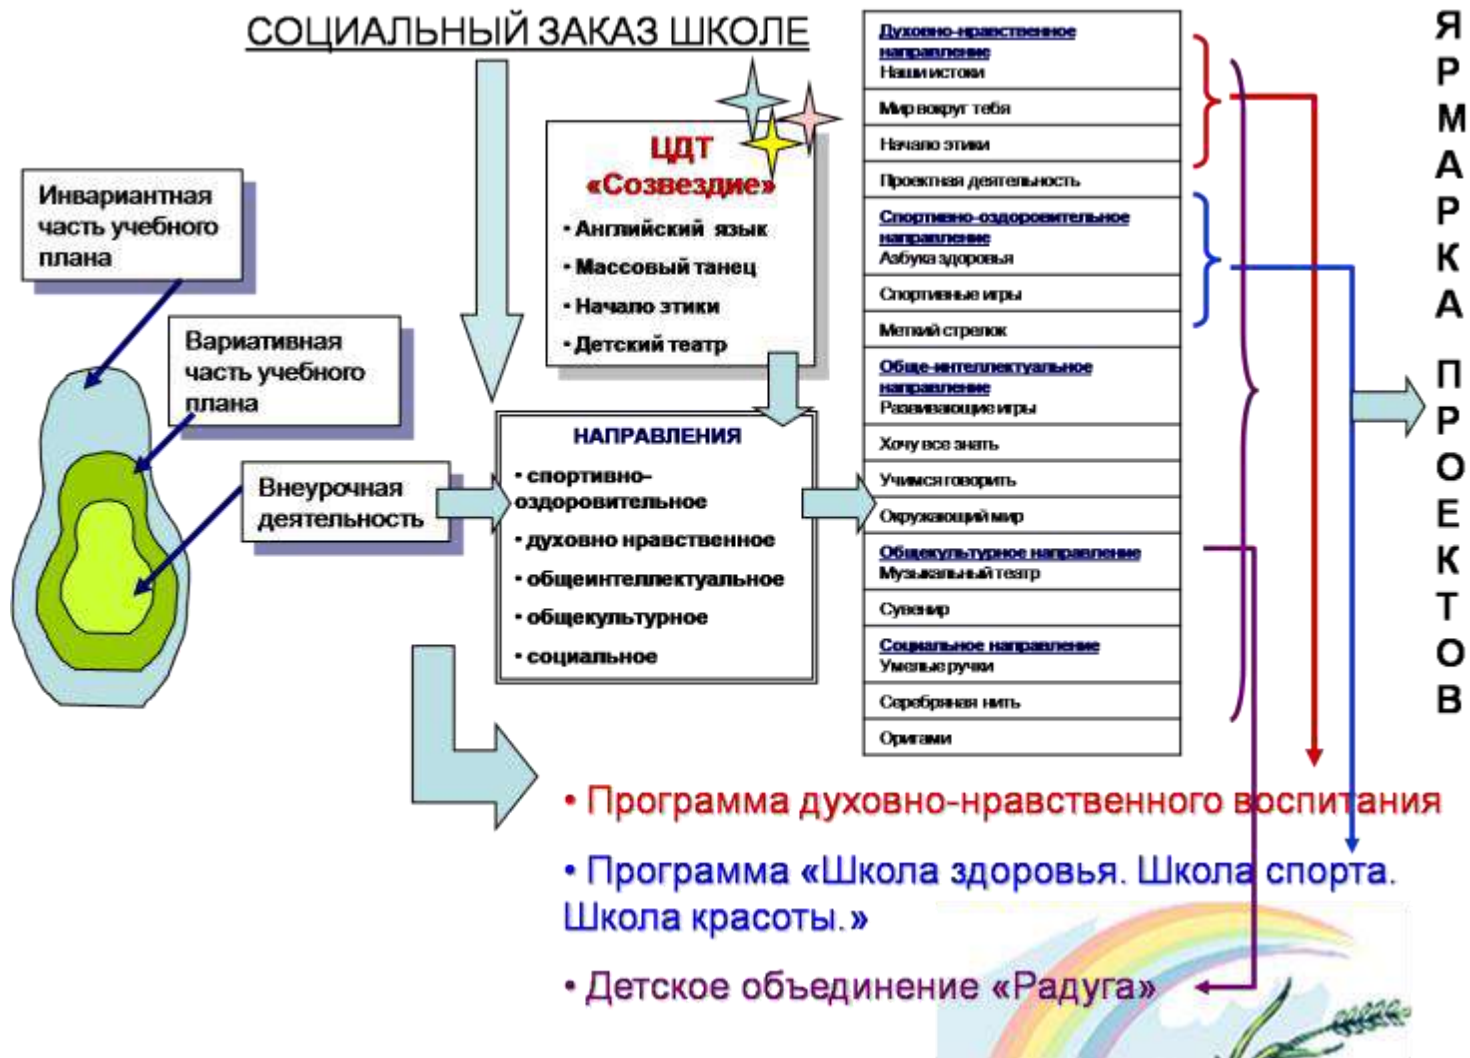 СОЦИАЛЬНЫЙ ЗАКАЗ ШКОЛЕ
Инвариантная
часть учебного
плана
Вариативная
часть учебного
плана
Внеурочная
деятельность
ЦДТ
«Созвездие»
• Английский язык
• Массовый танец
• Начало этики
• Детский театр
НАПРАВЛЕНИЯ
• спортивно-
оздоровительное
• духовно нравственное
• общеинтеллектуальное
• общекультурное
• социальное
Духовно-нравственное
направление
Наши истоки
Мир вокруг тебя
Начало этики
Проектная деятельность
Спортивно-оздоровительное
направление
Азбука здоровья
Спортивные игры
Меткий стрелок
Обще-интеллектуальное
направление
Развивающие игры
Хочу все знать
Учимся говорить
Окружающий мир
Общекультурное направление
Музыкальный театр
Сувенир
Социальное направление
Умелые ручки
Серебряная нить
Оригами
ЯРМАРКА ПРОЕКТОВ
• Программа духовно-нравственного воспитания
• Программа «Школа здоровья. Школа спорта.
Школа красоты.»
• Детское объединение «Радуга»